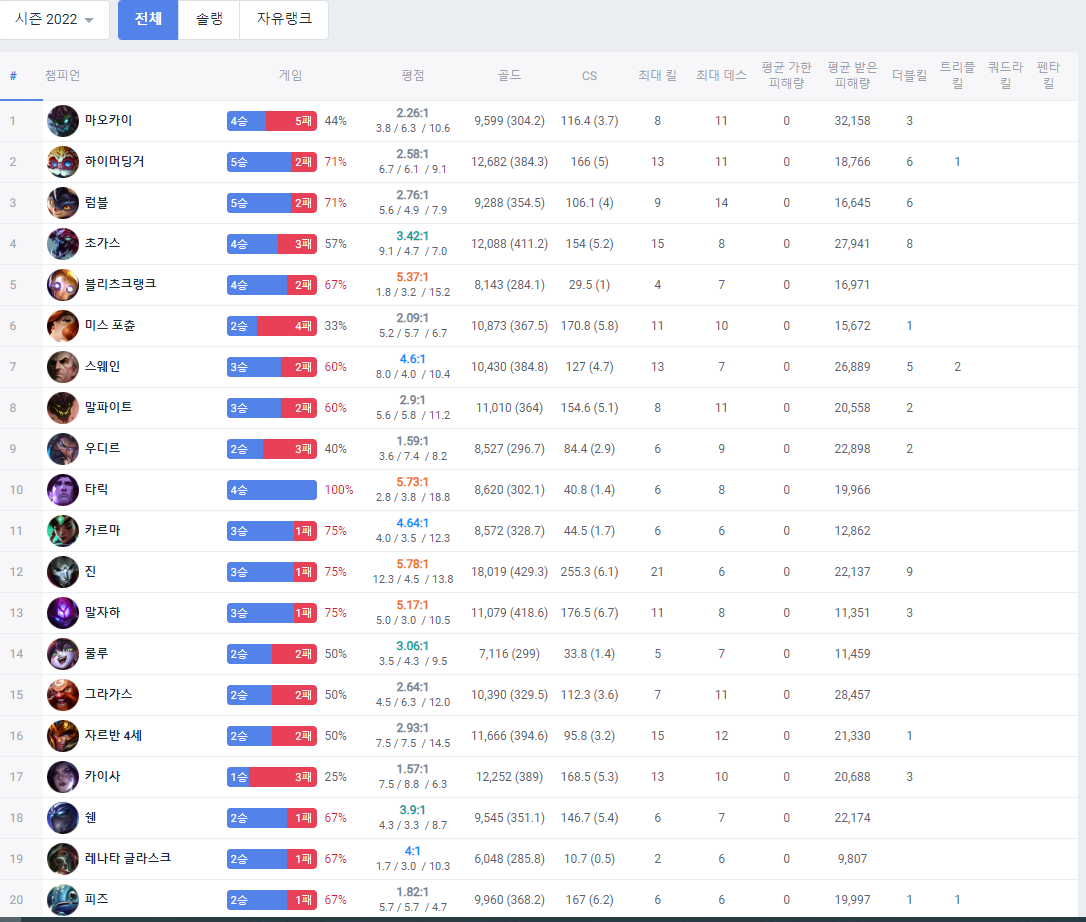 시즌 2022 전체 솔랭 자유랭크
# 챔피언 게임 평점 골드 CS 최대 킬 최대 데스 평균 가한 피해량 평균 받은 피해량 더블킬 트리플 킬 쿼드라 킬 펜타 킬
1 마오카이 4승 5패 44% 2.26:1 9,599 (304.2) 116.4 (3.7) 8 11 0 32,158 3
3.8 / 6.3 / 10.6
2 하이머딩거 5승 2패 71% 2.58:1 12,682 (384.3) 166 (5) 13 11 0 18,766 6 1
6.7 / 6.1 / 9.1
3 럼블 5승 2패 71% 2.76:1 9,288 (354.5) 106.1 (4) 9 14 0 16,645 6
5.6 / 4.9 / 7.9
4 초가스 4승 3패 57% 3.42:1 12,088 (411.2) 154 (5.2) 15 8 0 27,941 8
9.1 / 4.7 / 7.0
5 블리츠크랭크 4승 2패 67% 5.37:1 8,143 (284.1) 29.5 (1) 4 7 0 16,971
1.8 / 3.2 / 15.2
6 미스 포츈 2승 4패 33% 2.09:1 10,873 (367.5) 170.8 (5.8) 11 10 0 15,672 1
5.2 / 5.7 / 6.7
7 스웨인 3승 2패 60% 4.6:1 10,430 (384.8) 127 (4.7) 13 7 0 26,889 5 2
8.0 / 4.0 / 10.4
8 말파이트 3승 2패 60% 2.9:1 11,010 (364) 154.6 (5.1) 8 11 0 20,558 2
5.6 / 5.8 / 11.2
9 우디르 2승 3패 40% 1.59:1 8,527 (296.7) 84.4 (2.9) 6 9 0 22,898 2
3.6 / 7.4 / 8.2
10 타릭 4승 100% 5.73:1 8,620 (302.1) 40.8 (1.4) 6 8 0 19,966
2.8 / 3.8 / 18.8
11 카르마 3승 1패 75% 4.64:1 8,572 (328.7) 44.5 (1.7) 6 6 0 12,862
4.0 / 3.5 / 12.3
12 진 3승 1패 75% 5.78:1 18,019 (429.3) 255.3 (6.1) 21 6 0 22,137 9
12.3 / 4.5 / 13.8
13 말자하 3승 1패 75% 5.17:1 11,079 (418.6) 176.5 (6.7) 11 8 0 11,351 3
5.0 / 3.0 / 10.5
14 룰루 2승 2패 50% 3.06:1 7,116 (299) 33.8 (1.4) 5 7 0 11,459
3.5 / 4.3 / 9.5
15 그라가스 2승 2패 50% 2.64:1 10,390 (329.5) 112.3 (3.6) 7 11 0 28,457
4.5 / 6.3 / 12.0
16 자르반 4세 2승 2패 50% 2.93:1 11,666 (394.6) 95.8 (3.2) 15 12 0 21,330 1
7.5 / 7.5 / 14.5
17 카이사 1승 3패 25% 1.57:1 12,252 (389) 168.5 (5.3) 13 10 0 20,688 3
7.5 / 8.8 / 6.3
18 쉔 2승 1패 67% 3.9:1 9,545 (351.1) 146.7 (5.4) 6 7 0 22,174
4.3 / 3.3 / 8.7
19 레나타 글라스크 2승 1패 67% 4:1 6,048 (285.8) 10.7 (0.5) 2 6 0 9,807
1.7 / 3.0 / 10.3
20 피즈 2승 1패 67% 1.82:1 9,960 (368.2) 167 (6.2) 6 6 0 19,997 1 1
5.7 / 5.7 / 4.7